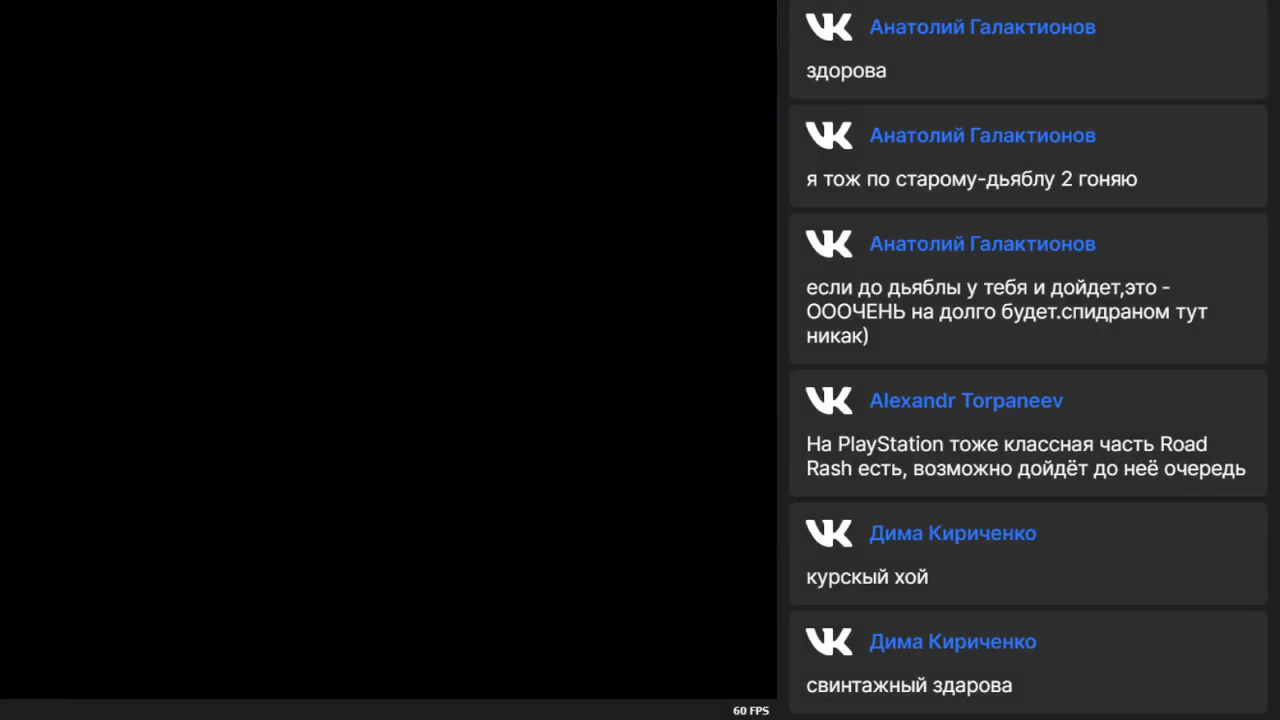 Анатолий Галактионов
здорова
Анатолий Галактионов
я тож по старому-дьяблу 2 гоняю
Анатолий Галактионов
если до дьяблы у тебя и дойдет,это -
ОООЧЕНЬ на долго будет.спидраном тут
никак)
Alexandr Torpaneev
На PlayStation тоже классная часть Road
Rash есть, возможно дойдёт до неё очередь
Дима Кириченко
курскый хой
Дима Кириченко
свинтажный здарова
60 FPS